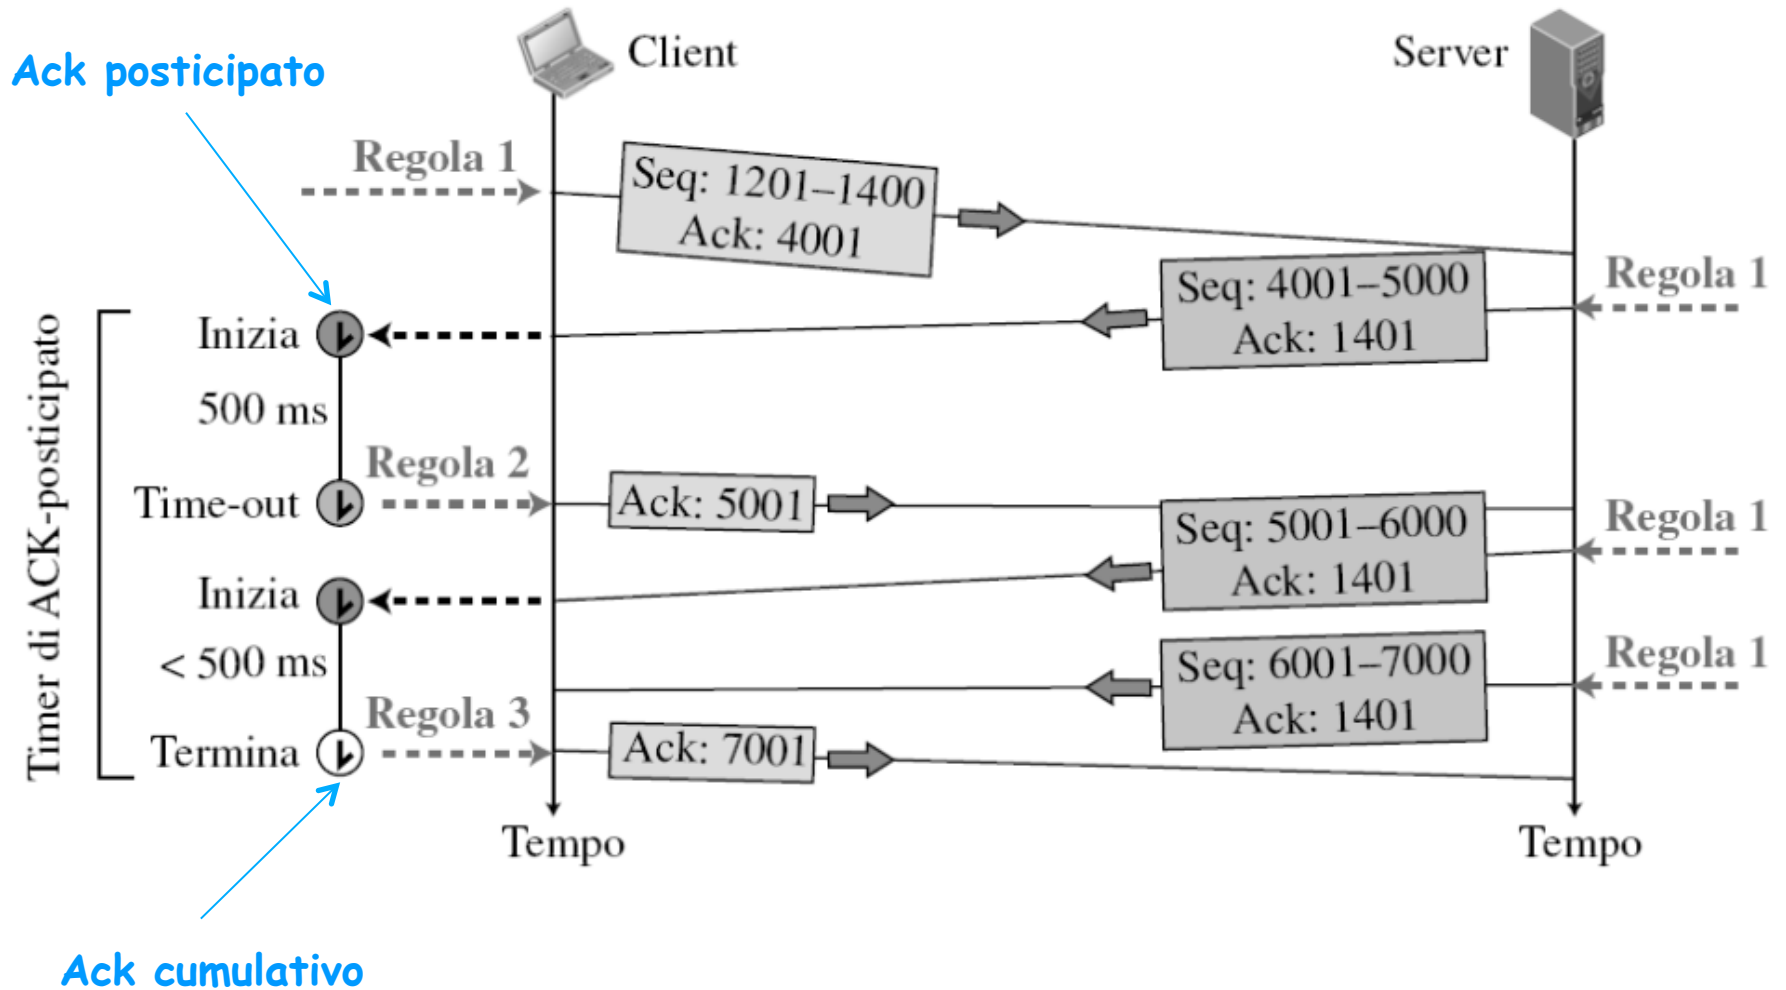 Client
Server
Ack posticipato
Regola 1
Seq: 1201–1400
Ack: 4001
Regola 1
Seq: 4001–5000
Ack: 1401
Timer di ACK-posticipato
Inizia
500 ms
Regola 2
Time-out
Ack: 5001
Regola 1
Seq: 5001–6000
Ack: 1401
Inizia
< 500 ms
Regola 1
Seq: 6001–7000
Ack: 1401
Regola 3
Termina
Ack: 7001
Tempo
Tempo
Ack cumulativo